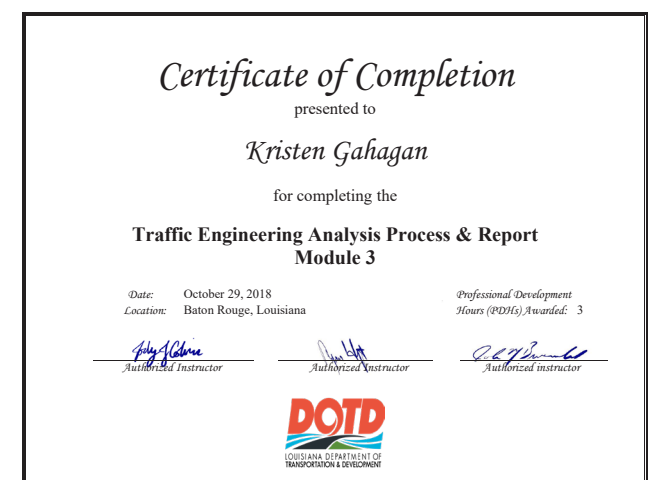 Certificate of Completion
presented to
Kristen Gahagan
for completing the
Traffic Engineering Analysis Process & Report
Module 3
Date: October 29, 2018
Location: Baton Rouge, Louisiana
Professional Development
Hours (PDHs) Awarded: 3
Authorized Instructor
Authorized Instructor
Authorized instructor
DOTD
LOUISIANA DEPARTMENT OF
TRANSPORTATION & DEVELOPMENT